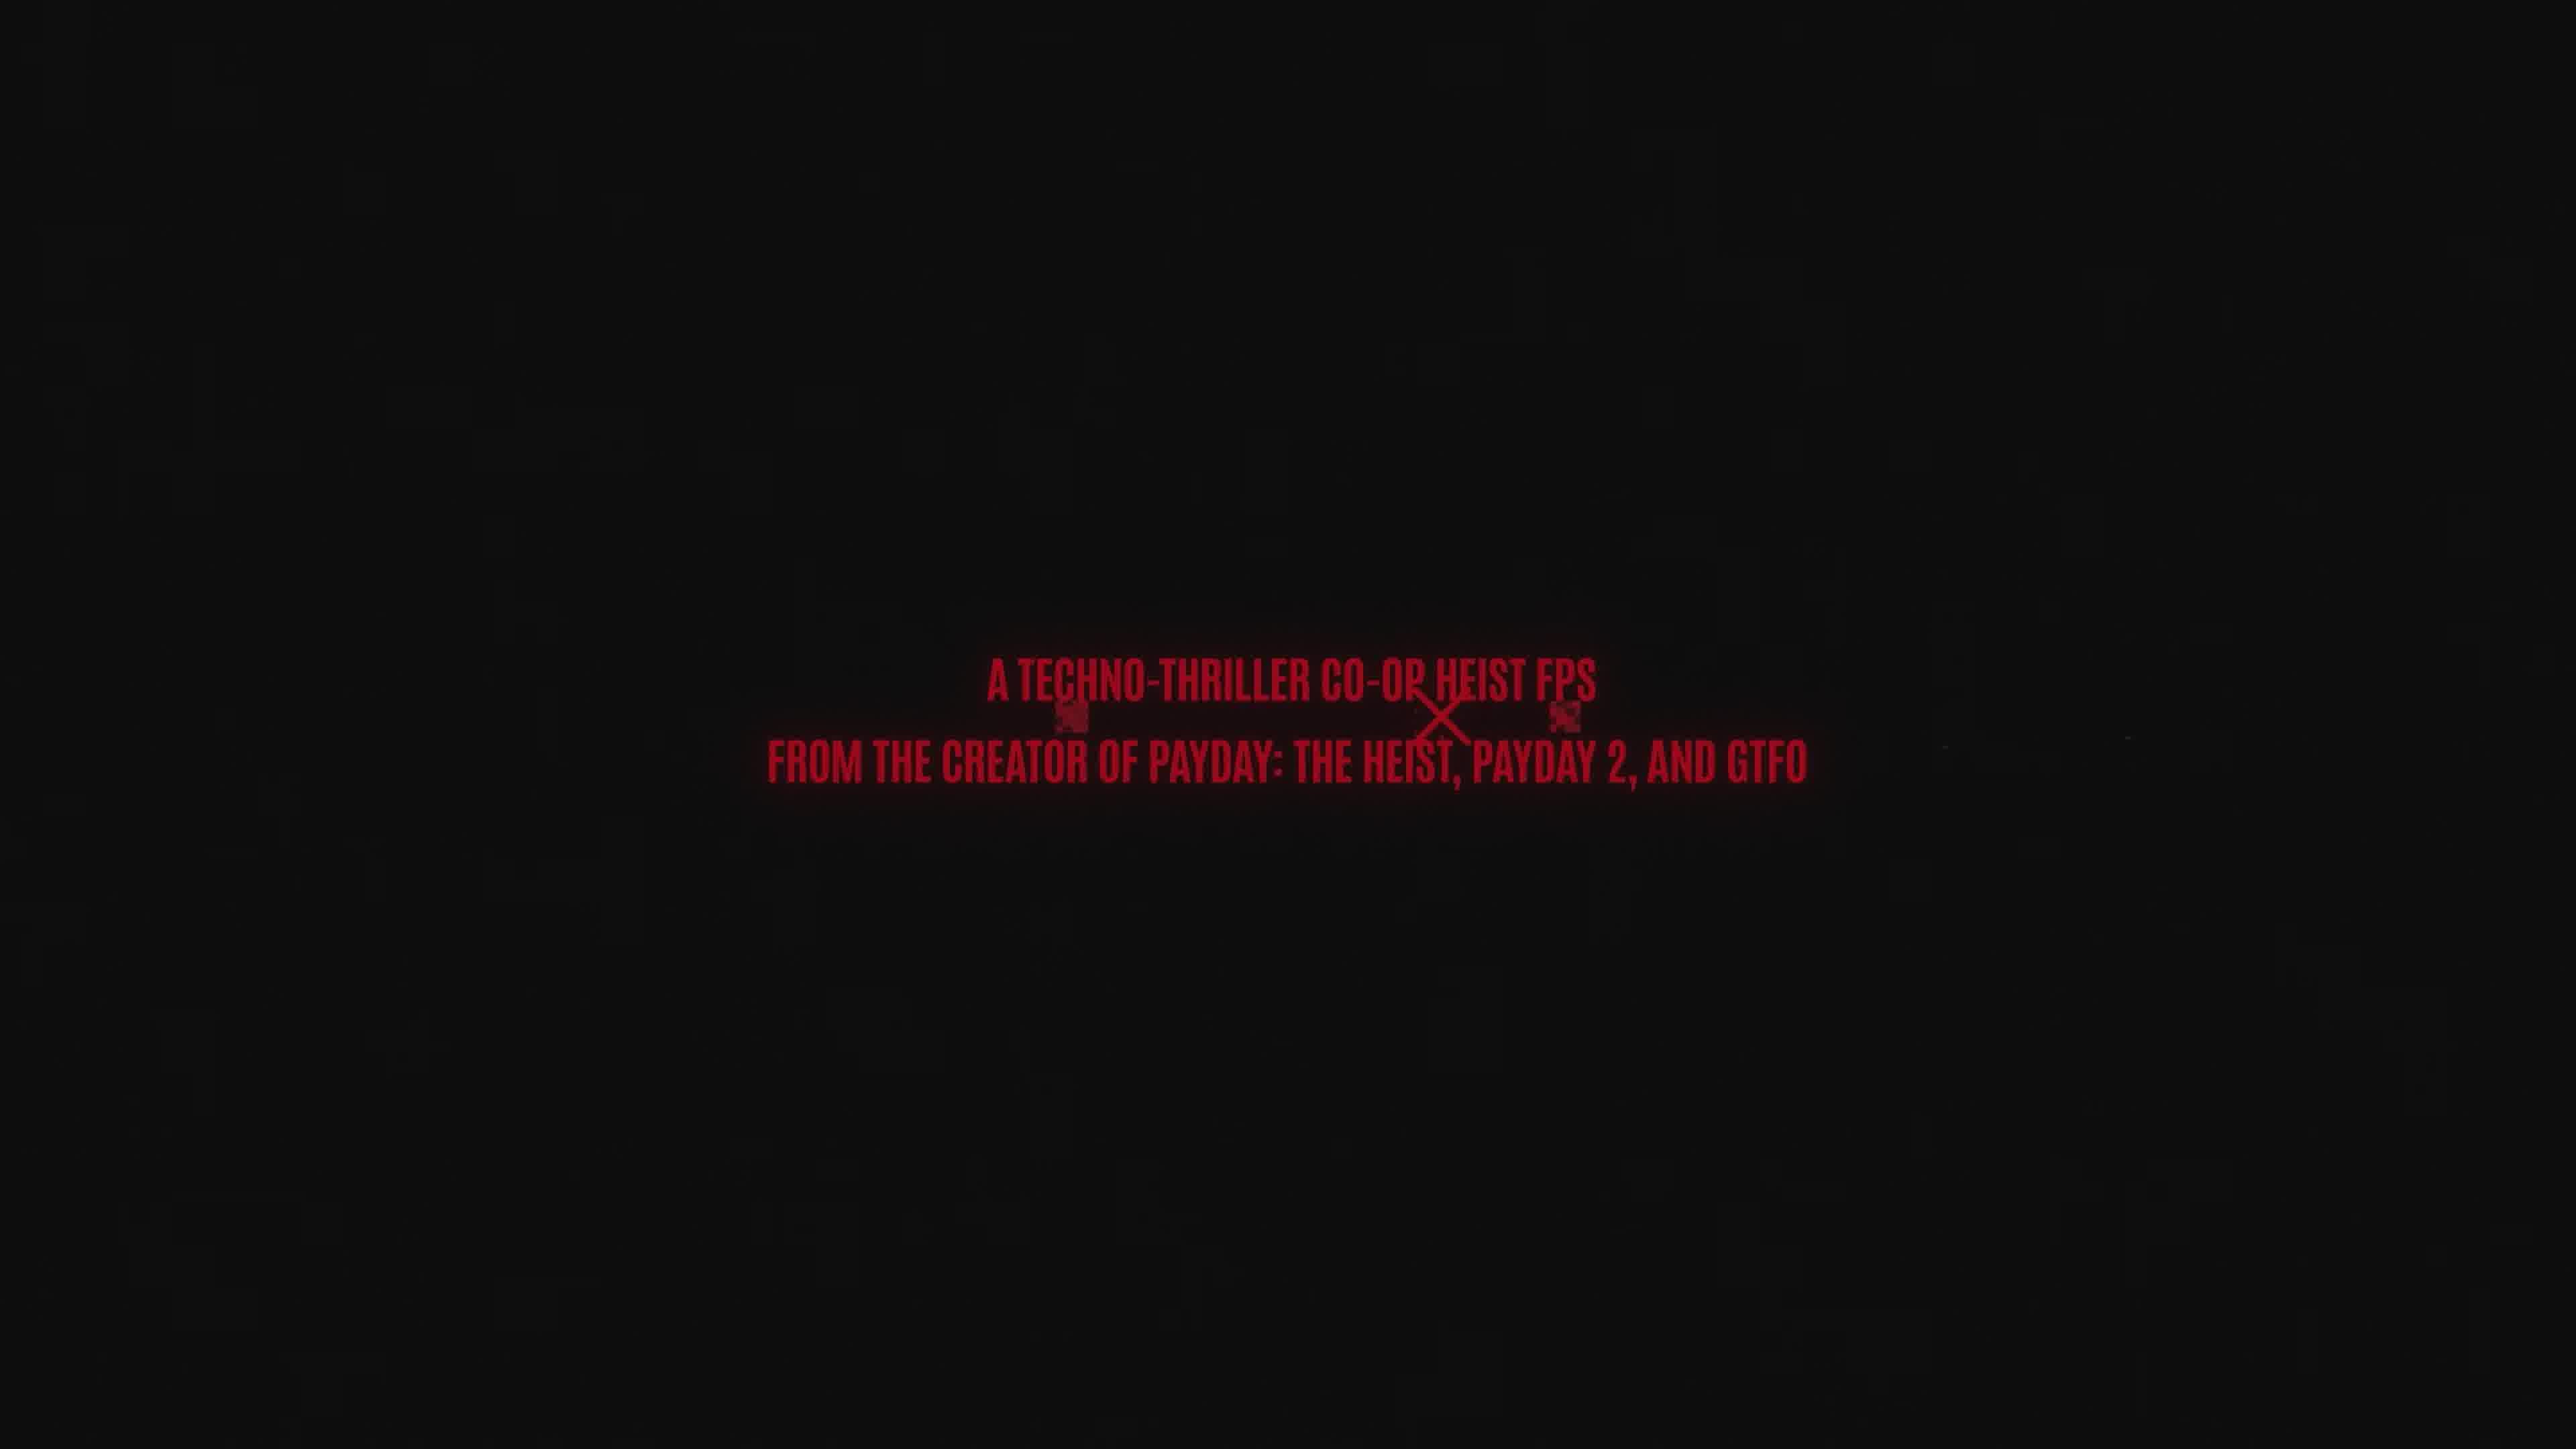 A TECHNO-THRILLER CO-OP HEIST FPS
FROM THE CREATOR OF PAYDAY: THE HEIST, PAYDAY 2, AND GTFO